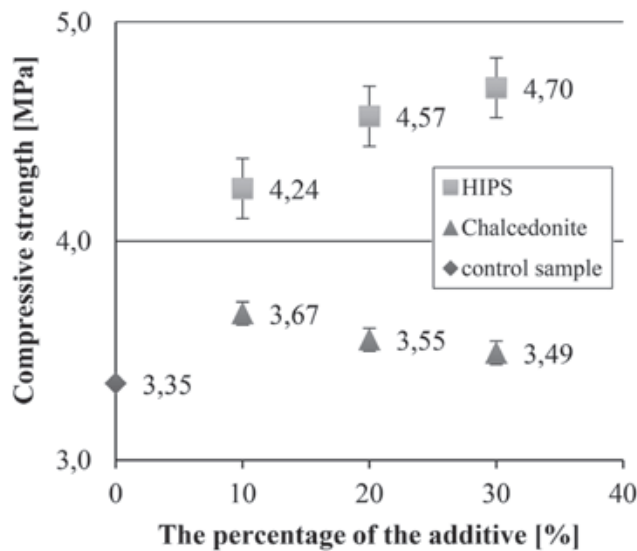 5,0
4,70
4,57
4,24
HIPS
Chalcedonite
control sample
4,0
3,67
3,55
3,49
3,35
3,0
0 10 20 30 40
Compressive strength [MPa]
The percentage of the additive [%]